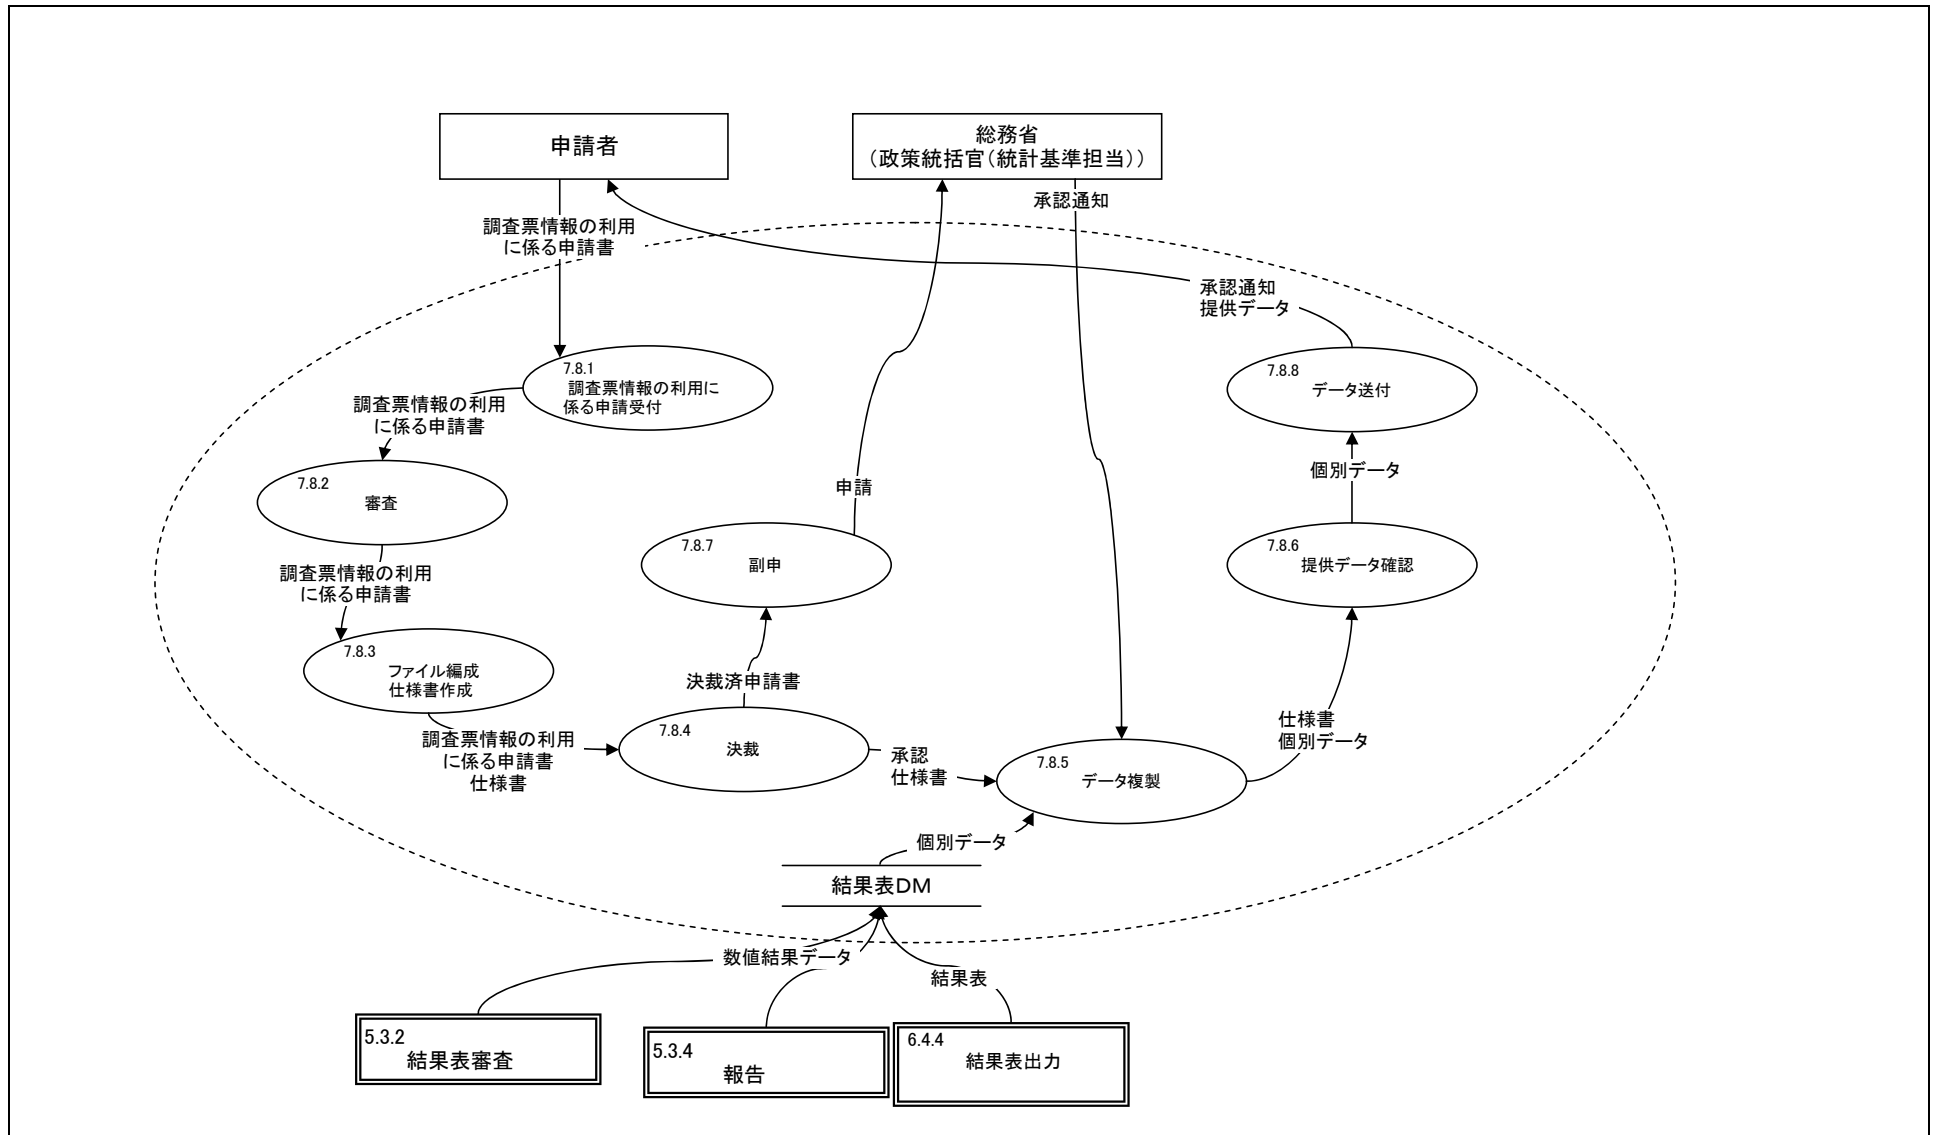 申請者
総務省
（政策統括官（統計基準担当））
承認通知
調査票情報の利用
に係る申請書
承認通知
提供データ
7.8.1
調査票情報の利用に
係る申請受付
7.8.8
データ送付
調査票情報の利用
に係る申請書
個別データ
7.8.2
審査
申請
7.8.7
副申
7.8.6
提供データ確認
調査票情報の利用
に係る申請書
7.8.3
ファイル編成
仕様書作成
決裁済申請書
仕様書
個別データ
調査票情報の利用
に係る申請書
仕様書
7.8.4
決裁
承認
仕様書
7.8.5
データ複製
個別データ
結果表DM
数値結果データ
結果表
5.3.2
結果表審査
5.3.4
報告
6.4.4
結果表出力